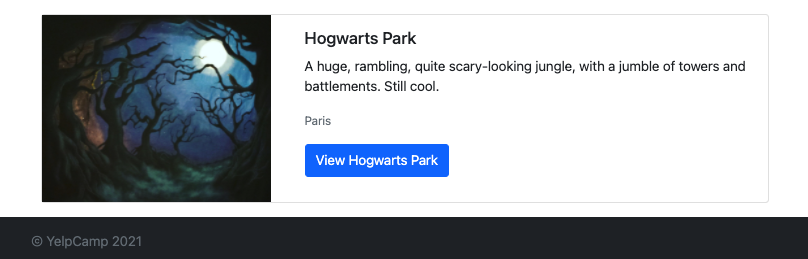 Hogwarts Park
A huge, rambling, quite scary-looking jungle, with a jumble of towers and
battlements. Still cool.
Paris
View Hogwarts Park
© YelpCamp 2021